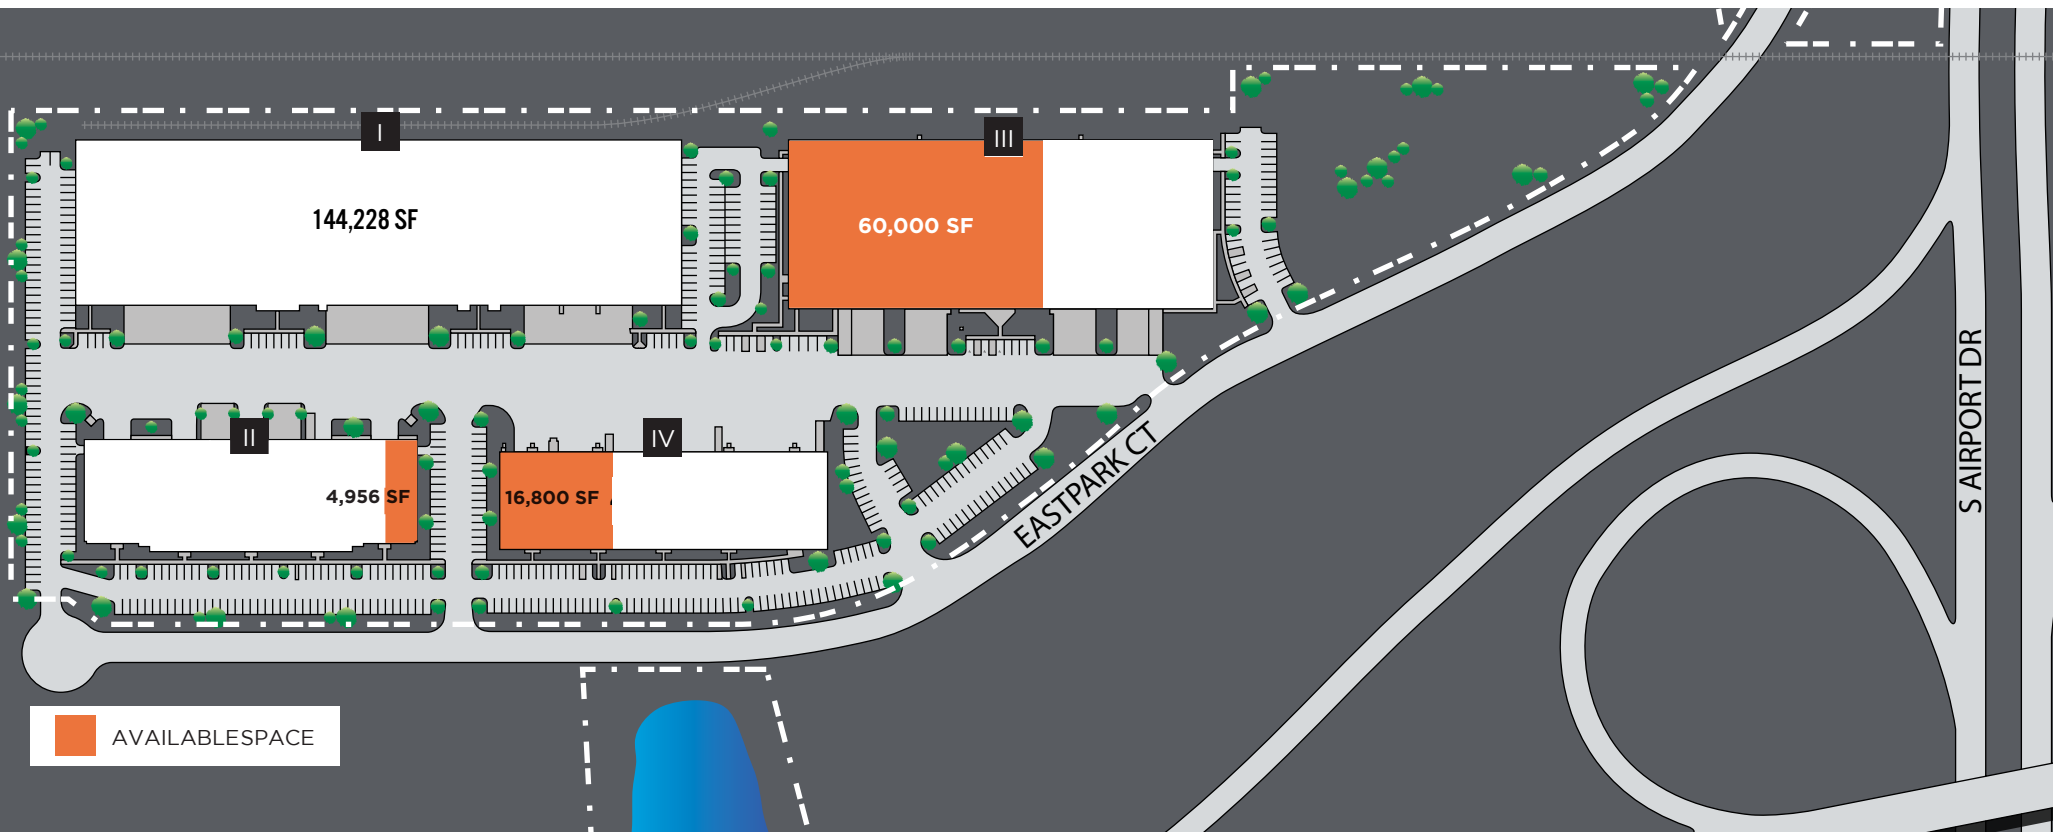 I
III
144,228 SF
60,000 SF
II
IV
4,956 SF
16,800 SF
EASTPARK CT
S AIRPORT DR
AVAILABLESPACE